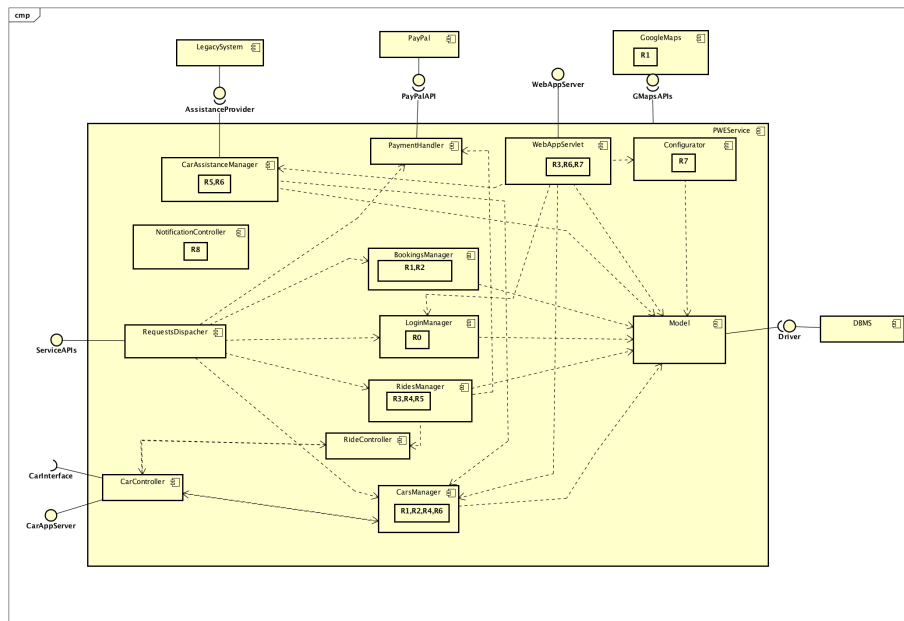 cmp
LegacySystem
PayPal
GoogleMaps
R1
AssistanceProvider
PayPalAPI
WebAppServer
GMapsAPIs
PWEService
CarAssistanceManager
R5,R6
PaymentHandler
WebAppServlet
R3,R6,R7
Configurator
R7
NotificationController
R8
BookingsManager
R1,R2
RequestsDispacher
LoginManager
R0
Model
DBMS
ServiceAPIs
Driver
RidesManager
R3,R4,R5
RideController
CarInterface
CarController
CarAppServer
CarsManager
R1,R2,R4,R6